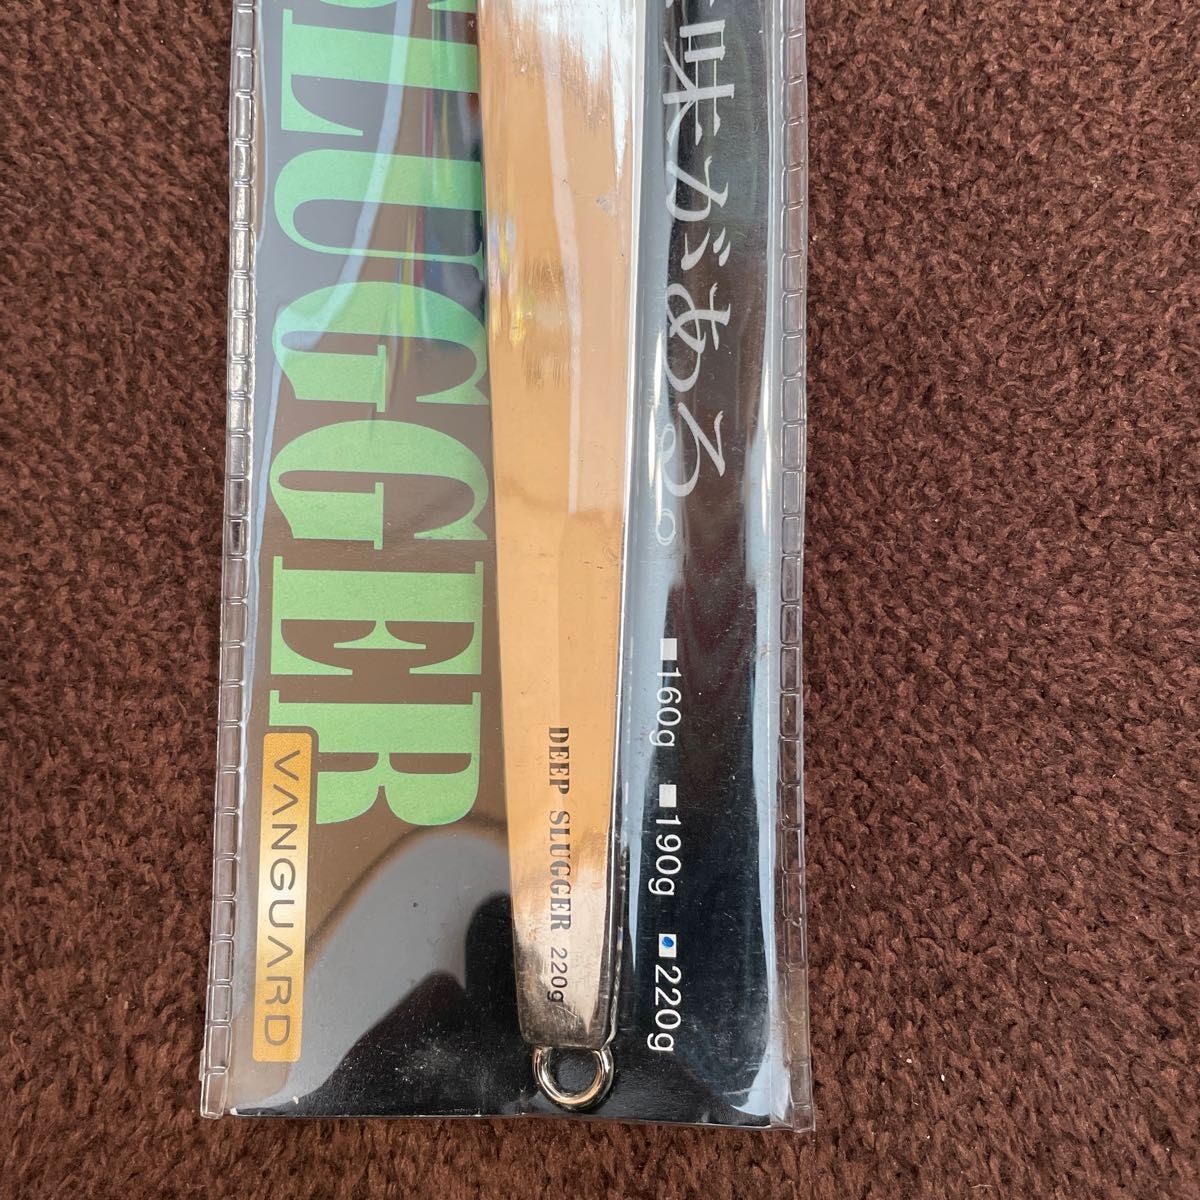 SLUGGER
VANGUARD
DEEP SLUGGER 220g
味がある。
160g 190g 220g